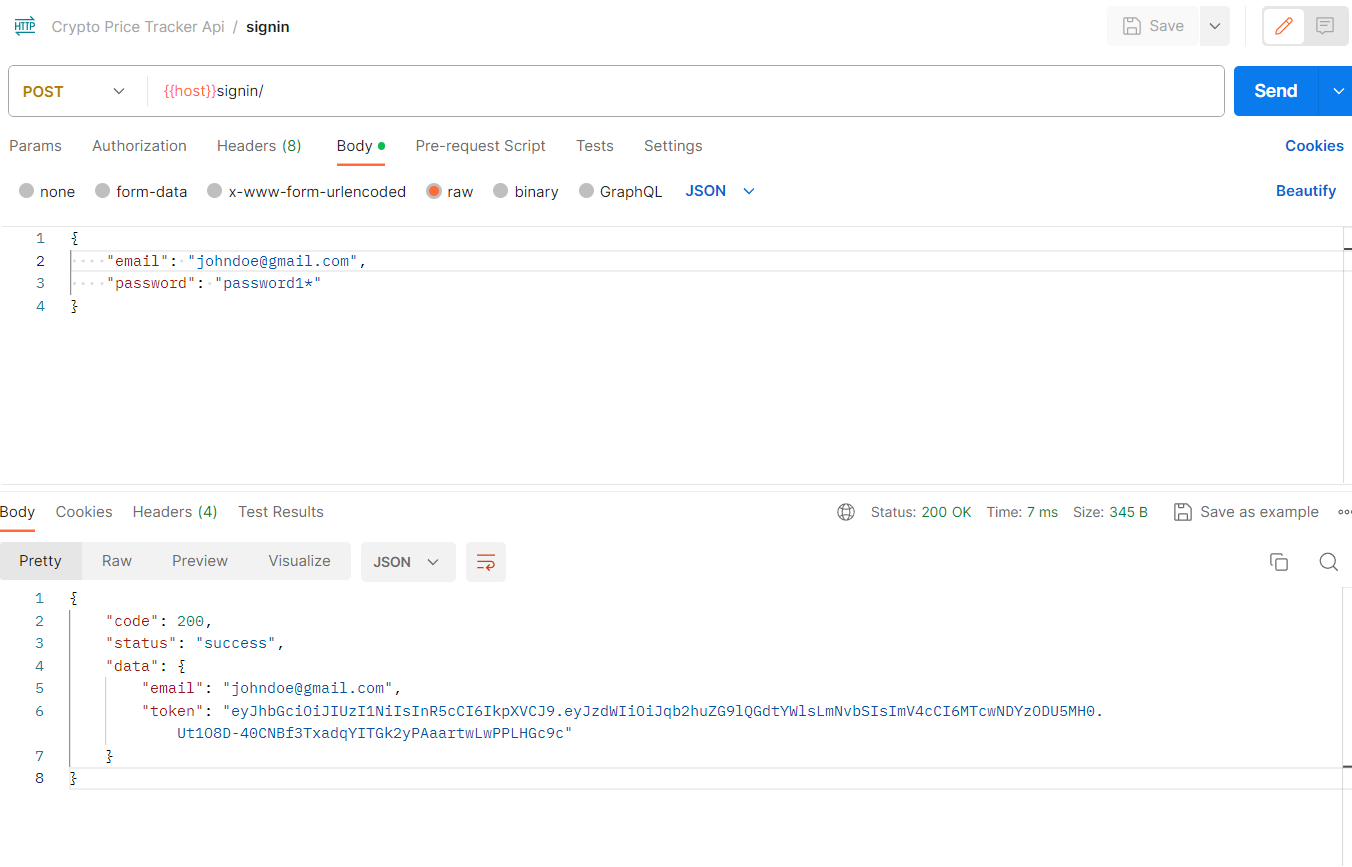 HTTP Crypto Price Tracker Api / signin Save
POST {{host}}signin/ Send
Params Authorization Headers (8) Body Pre-request Script Tests Settings Cookies
none form-data x-www-form-urlencoded raw binary GraphQL JSON Beautify
1 {
2 "email": "johndoe@gmail.com",
3 "password": "password1*"
4 }
Body Cookies Headers (4) Test Results Status: 200 OK Time: 7 ms Size: 345 B Save as example
Pretty Raw Preview Visualize JSON
1 {
2 "code": 200,
3 "status": "success",
4 "data": {
5 "email": "johndoe@gmail.com",
6 "token": "eyJhbGciOiJIUzI1NiIsInR5cCI6IkpXVCJ9.eyJzdWIiOiJqb2huZG9lQGdtYWlsLmNvbSIsImV4cCI6MTcwNDYzODU5MH0.
Ut1O8D-40CNBf3TxadqYITGk2yPAaartwLwPPLHGc9c"
7 }
8 }